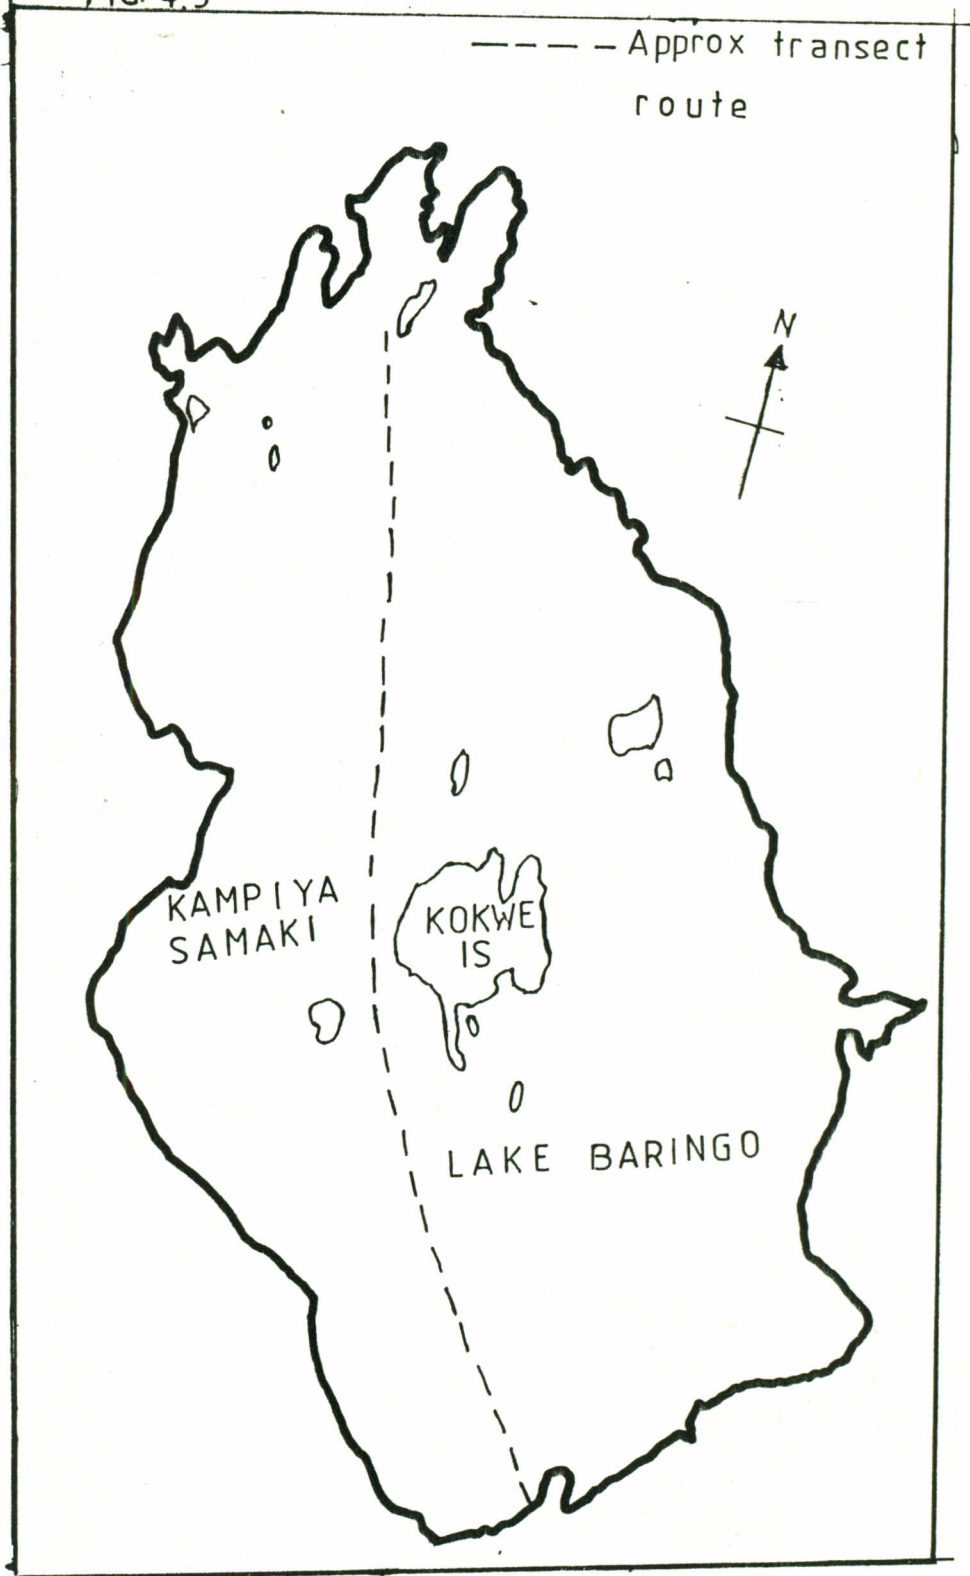 Approx transect
route
N
KAMPIYA
SAMAKI
KOKWE
IS
LAKE BARINGO